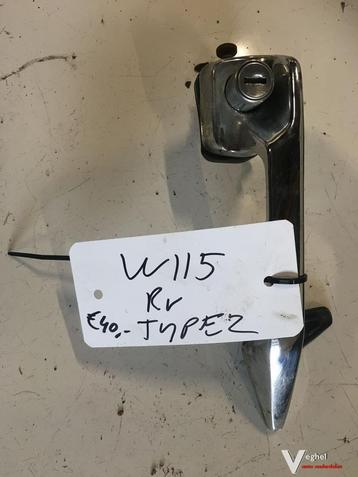 W115
Rv
€40,- TYPE 2
Veghel